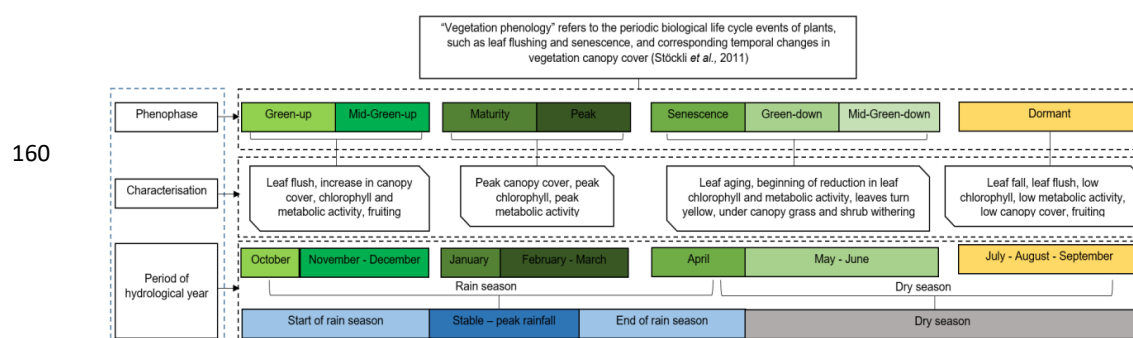 “Vegetation phenology” refers to the periodic biological life cycle events of plants,
such as leaf flushing and senescence, and corresponding temporal changes in
vegetation canopy cover (Stöckli et al., 2011)
Phenophase
Green-up
Mid-Green-up
Maturity
Peak
Senescence
Green-down
Mid-Green-down
Dormant
160
Characterisation
Leaf flush, increase in canopy
cover, chlorophyll and
metabolic activity, fruiting
Peak canopy cover, peak
chlorophyll, peak
metabolic activity
Leaf aging, beginning of reduction in leaf
chlorophyll and metabolic activity, leaves turn
yellow, under canopy grass and shrub withering
Leaf fall, leaf flush, low
chlorophyll, low metabolic activity,
low canopy cover, fruiting
Period of
hydrological year
October
November - December
January
February - March
April
May - June
July - August - September
Rain season
Dry season
Start of rain season
Stable – peak rainfall
End of rain season
Dry season